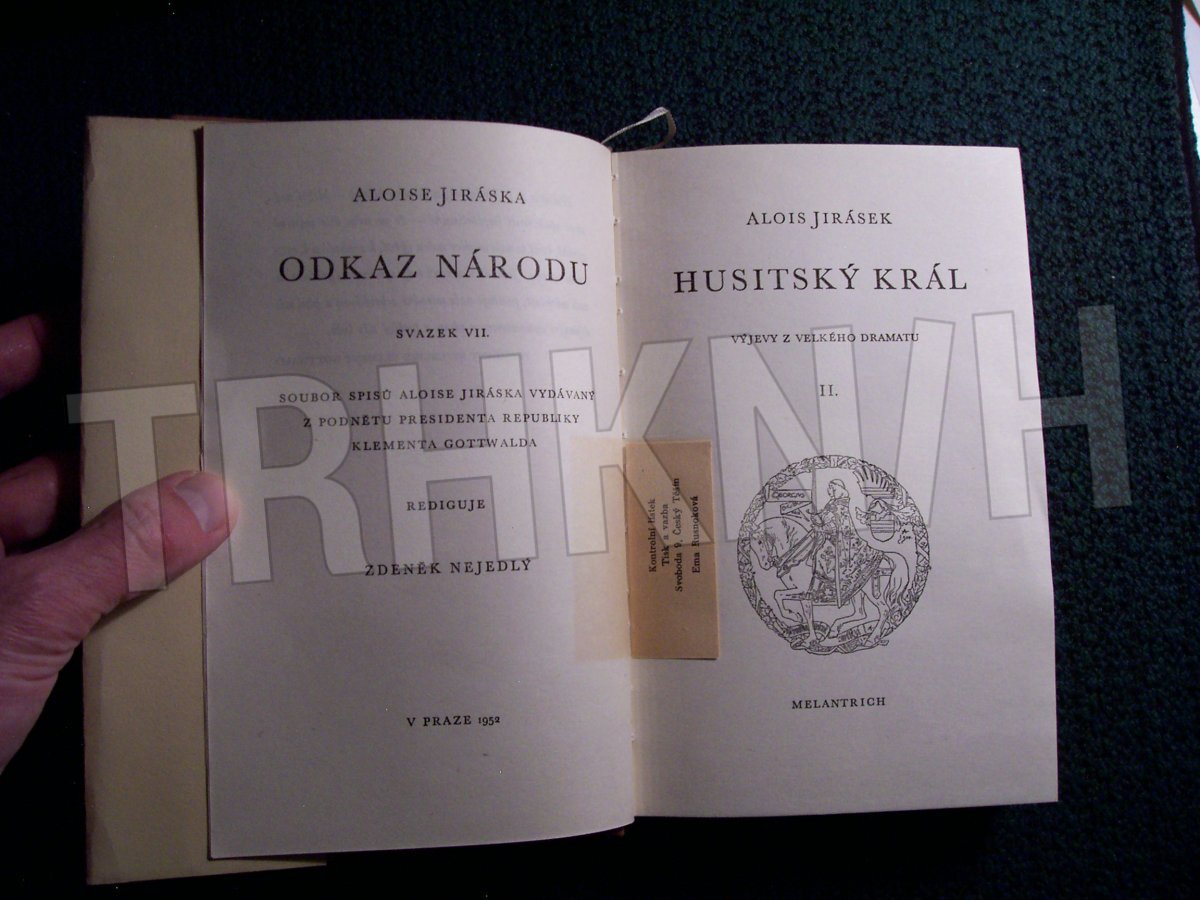 ALOISE JIRÁSKA
ODKAZ NÁRODU
SVAZEK VII.
SOUBOR SPISŮ ALOISE JIRÁSKA VYDÁVANÝ
Z PODNĚTU PRESIDENTA REPUBLIKY
KLEMENTA GOTTWALDA
REDIGUJE
ZDENĚK NEJEDLÝ
V PRAZE 1952
ALOIS JIRÁSEK
HUSITSKÝ KRÁL
VÝJEVY Z VELKÉHO DRAMATU
II.
Kontrolní lístek
Tisk a vazba
Svoboda 9, Český Těšín
Ema Rusnoková
MELANTRICH
TRHKNIH